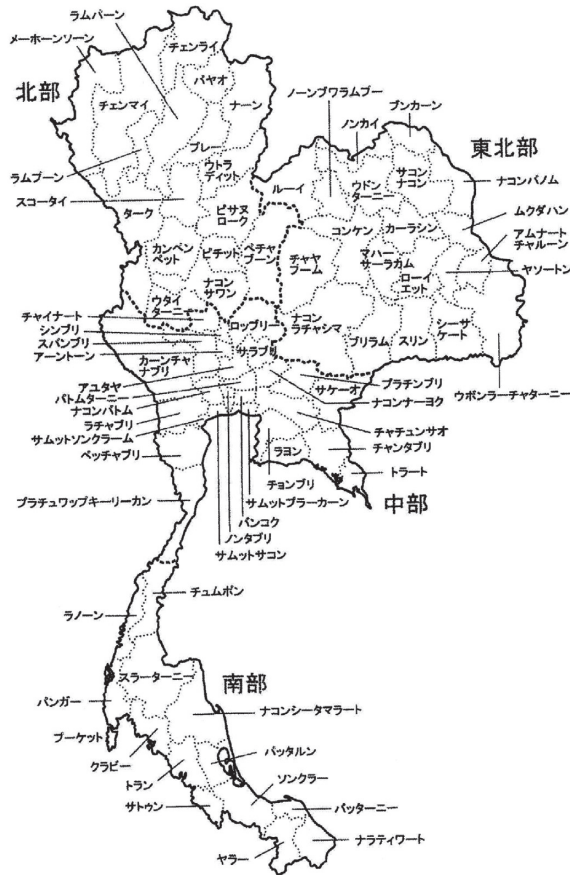 ラムパーン
メーホーンソーン
チェンライ
パヤオ
北部
チェンマイ
ナーン
ノーンブワラムプー
ブンカーン
ノンカイ
東北部
プレー
ウトラ
ディット
ラムプーン
スコータイ
ターク
ルーイ
ウドン
ターニー
サコン
ナコン
ナコンパノム
ピサヌ
ローク
ムクダハン
アムナート
チャルーン
コンケン
カーラシン
カンペン
ペット
ピチット
ペチャ
ブーン
チャヤ
プーム
マハー
サーラカム
ローイ
エット
ヤソートン
ナコン
サワン
ウタイ
ターニー
チャイナート
シンブリ
スパンブリ
アーントーン
ロッブリー
ナコン
ラチャシマ
サラブリ
カーンチャ
ナブリ
ブリラム
スリン
シーサ
ケート
アユタヤ
パトムターニー
ナコンパトム
ラチャブリ
サムットソンクラーム
ペッチャブリ
サケーオ
プラチンブリ
ナコンナーヨク
ウボンラーチャターニー
チャチュンサオ
チャンタブリ
ラヨン
トラート
チョンブリ
中部
サムットプラーカーン
プラチュワップキーリーカン
バンコク
ノンタブリ
サムットサコン
チュムポン
ラノーン
スラーターニー
南部
パンガー
ナコンシータマラート
プーケット
クラビー
パッタルン
トラン
ソンクラー
サトゥン
パッターニー
ナラティワート
ヤラー